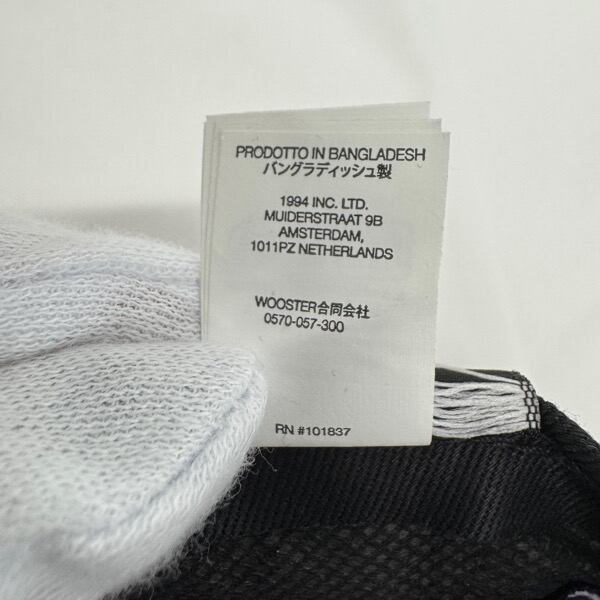 PRODOTTO IN BANGLADESH
バングラディッシュ製
1994 INC. LTD.
MUIDERSTRAAT 9B
AMSTERDAM,
1011PZ NETHERLANDS
WOOSTER合同会社
0570-057-300
RN #101837